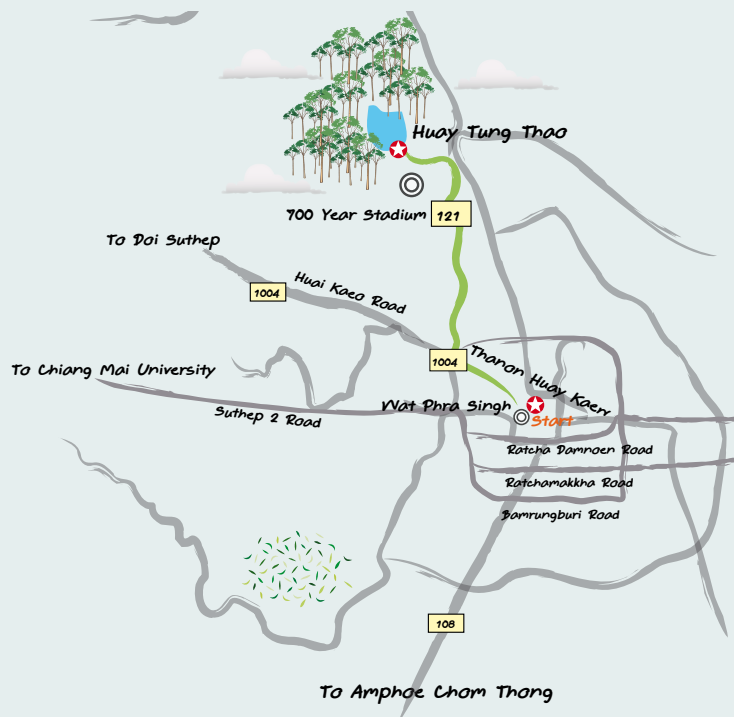 Huay Tung Thao
700 Year Stadium
121
To Doi Suthep
1004
Huai Kaeo Road
1004
Thanon Huay Kaew
To Chiang Mai University
Wat Phra Singh
Start
Suthep 2 Road
Ratcha Damnoen Road
Ratchamakkha Road
Bamrungburi Road
108
To Amphoe Chom Thong